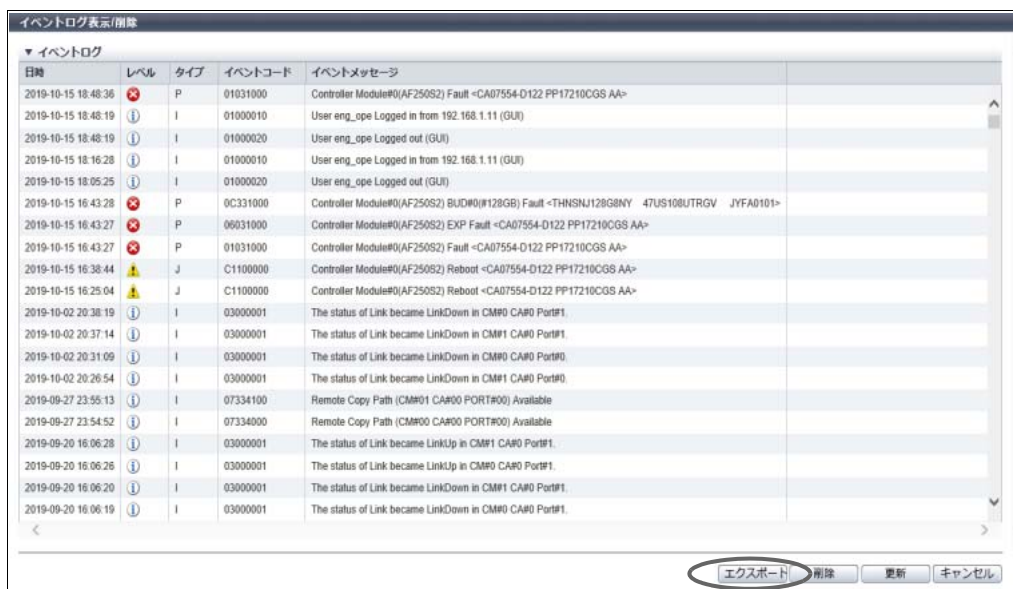 イベントログ表示/削除
▼ イベントログ
日時 レベル タイプ イベントコード イベントメッセージ
2019-10-15 18:48:36 P 01031000 Controller Module#0(AF250S2) Fault <CA07554-D122 PP17210CGS AA>
2019-10-15 18:48:19 I 01000010 User eng_ope Logged in from 192.168.1.11 (GUI)
2019-10-15 18:48:19 I 01000020 User eng_ope Logged out (GUI)
2019-10-15 18:16:28 I 01000010 User eng_ope Logged in from 192.168.1.11 (GUI)
2019-10-15 18:05:25 I 01000020 User eng_ope Logged out (GUI)
2019-10-15 16:43:28 P 0C331000 Controller Module#0(AF250S2) BUD#0(#128GB) Fault <THNSNJ128G8NY 47US108UTRGV JYFA0101>
2019-10-15 16:43:27 P 06031000 Controller Module#0(AF250S2) EXP Fault <CA07554-D122 PP17210CGS AA>
2019-10-15 16:43:27 P 01031000 Controller Module#0(AF250S2) Fault <CA07554-D122 PP17210CGS AA>
2019-10-15 16:38:44 J C1100000 Controller Module#0(AF250S2) Reboot <CA07554-D122 PP17210CGS AA>
2019-10-15 16:25:04 J C1100000 Controller Module#0(AF250S2) Reboot <CA07554-D122 PP17210CGS AA>
2019-10-02 20:38:19 I 03000001 The status of Link became LinkDown in CM#0 CA#0 Port#1.
2019-10-02 20:37:14 I 03000001 The status of Link became LinkDown in CM#1 CA#0 Port#1.
2019-10-02 20:31:09 I 03000001 The status of Link became LinkDown in CM#0 CA#0 Port#0.
2019-10-02 20:26:54 I 03000001 The status of Link became LinkDown in CM#1 CA#0 Port#0.
2019-09-27 23:55:13 I 07334100 Remote Copy Path (CM#01 CA#00 PORT#00) Available
2019-09-27 23:54:52 I 07334000 Remote Copy Path (CM#00 CA#00 PORT#00) Available
2019-09-20 16:06:28 I 03000001 The status of Link became LinkUp in CM#1 CA#0 Port#1.
2019-09-20 16:06:26 I 03000001 The status of Link became LinkUp in CM#0 CA#0 Port#1.
2019-09-20 16:06:20 I 03000001 The status of Link became LinkDown in CM#1 CA#0 Port#1.
2019-09-20 16:06:19 I 03000001 The status of Link became LinkDown in CM#0 CA#0 Port#1.
エクスポート 削除 更新 キャンセル